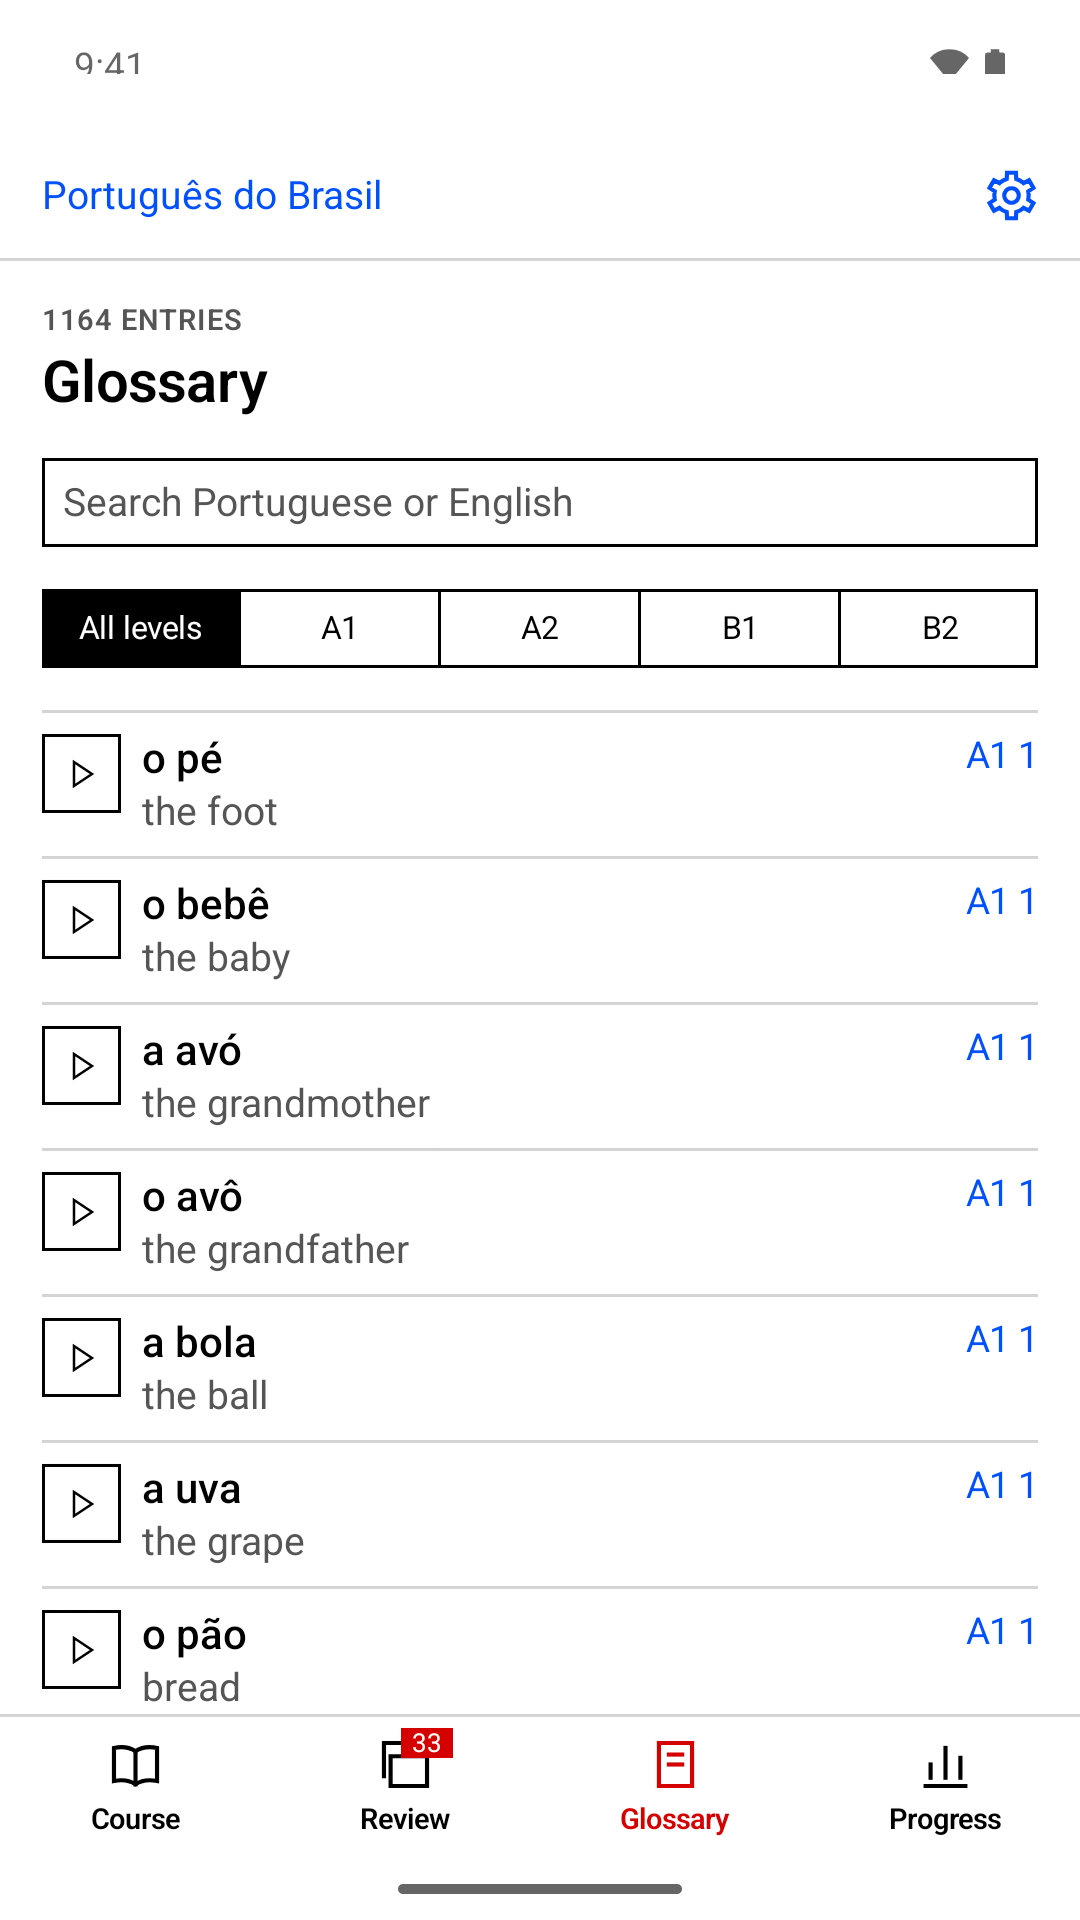 9:41
Português do Brasil
1164 ENTRIES
Glossary
Search Portuguese or English
All levels A1 A2 B1 B2
o pé A1 1
the foot
o bebê A1 1
the baby
a avó A1 1
the grandmother
o avô A1 1
the grandfather
a bola A1 1
the ball
a uva A1 1
the grape
o pão A1 1
bread
33
Course Review Glossary Progress